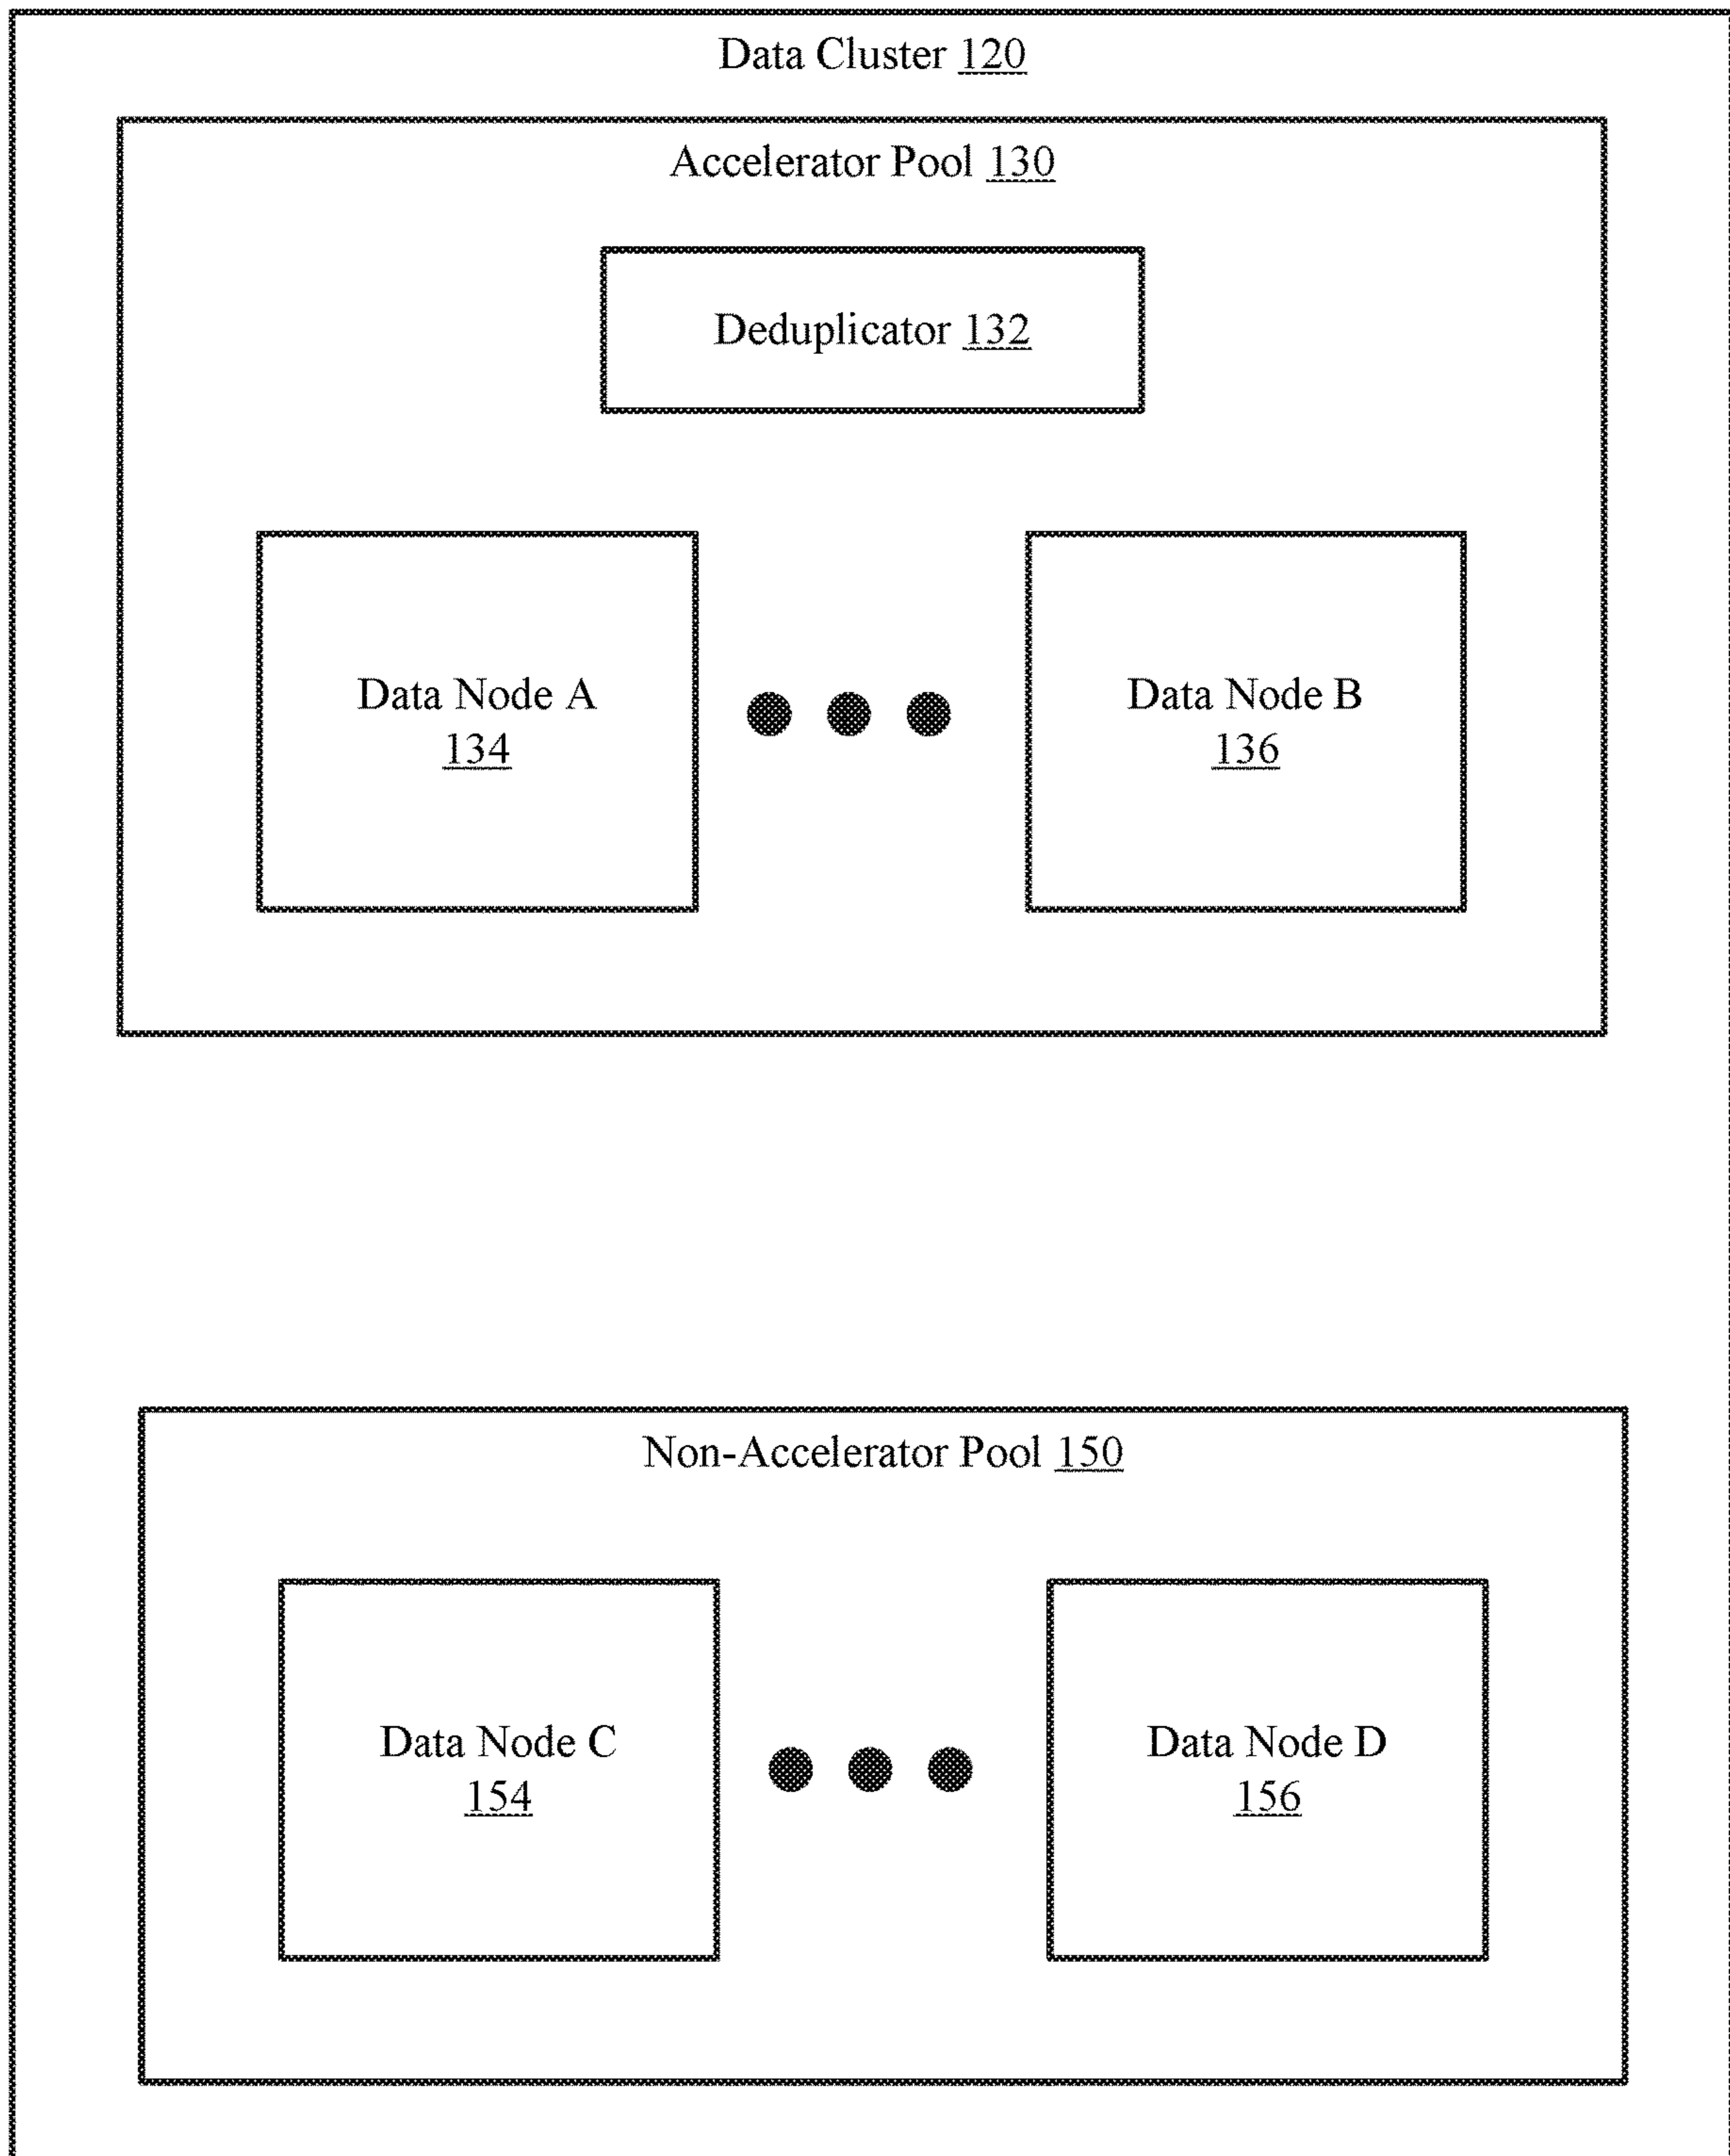 Data Cluster 120
Accelerator Pool 130
Deduplicator 132
Data Node A
134
Data Node B
136
Non-Accelerator Pool 150
Data Node C
154
Data Node D
156